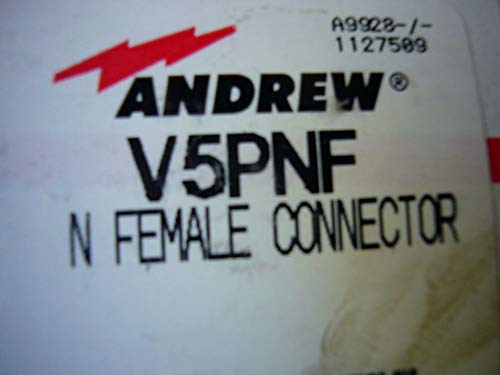 A9928-/-
1127509
ANDREW®
V5PNF
N FEMALE CONNECTOR